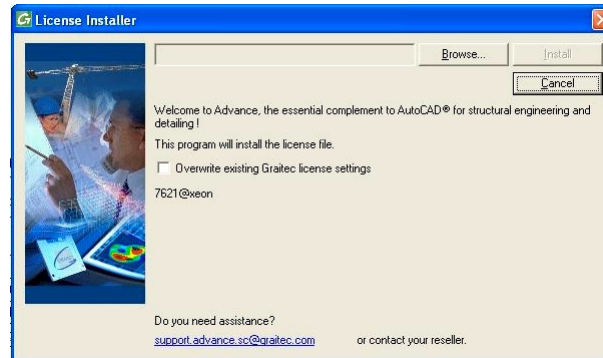 License Installer
Browse...
Install
Cancel
Welcome to Advance, the essential complement to AutoCAD® for structural engineering and
detailing !
This program will install the license file.
Overwrite existing Graitec license settings
7621@xeon
Do you need assistance?
support.advance.sc@graitec.com or contact your reseller.